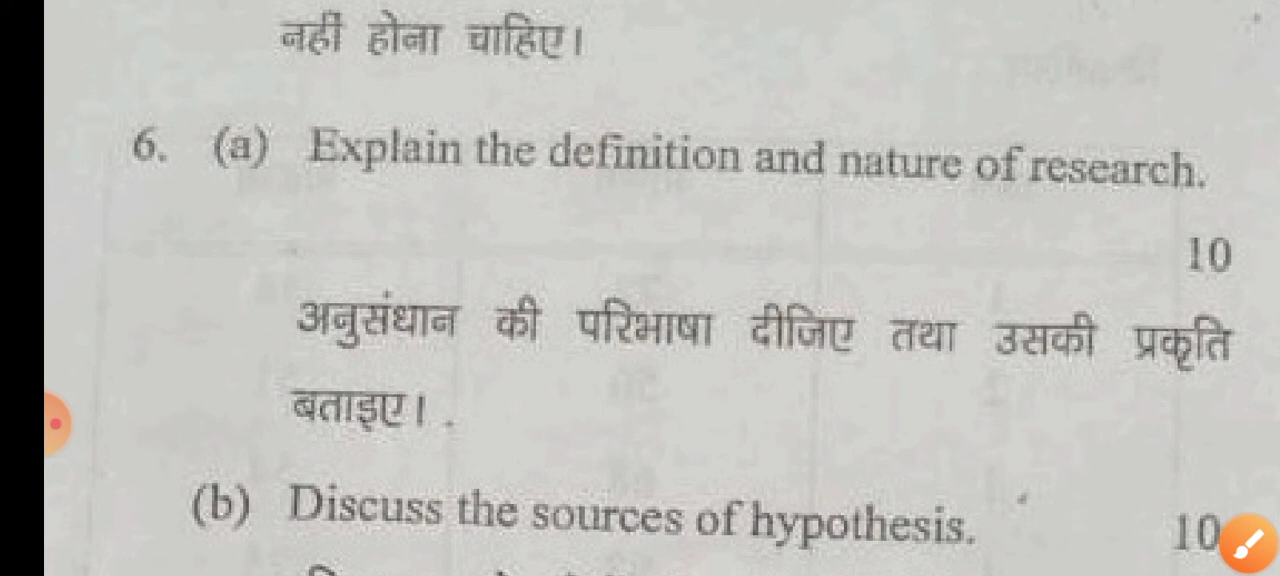 नहीं होना चाहिए।
6. (a) Explain the definition and nature of research.
10
अनुसंधान की परिभाषा दीजिए तथा उसकी प्रकृति
बताइए।
(b) Discuss the sources of hypothesis. 10